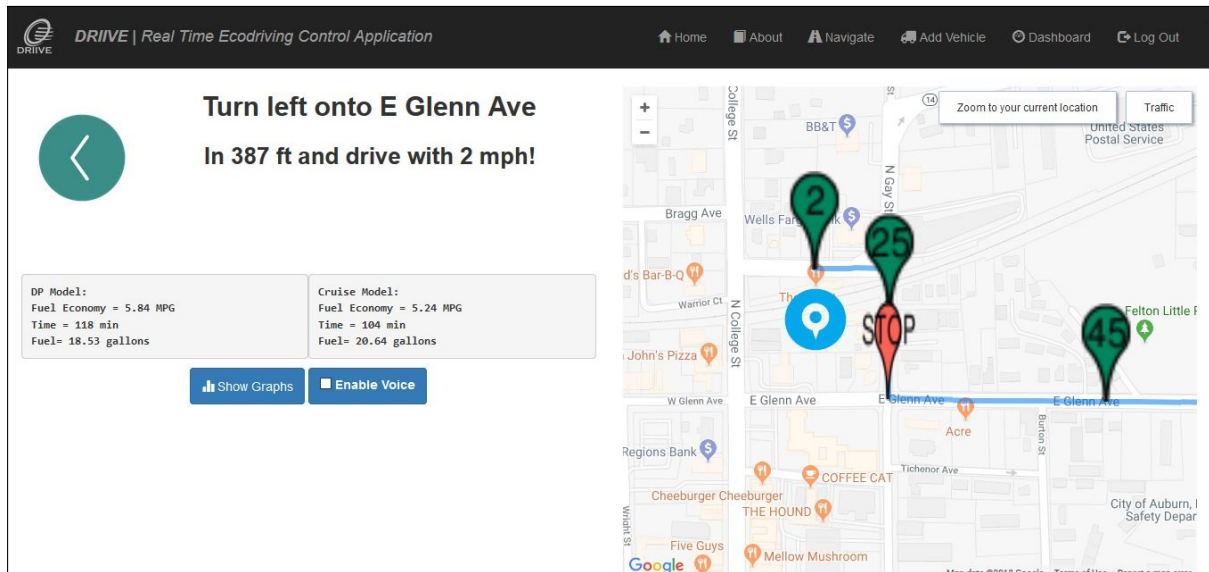 DRIIVE
DRIIVE | Real Time Ecodriving Control Application
Home
About
Navigate
Add Vehicle
Dashboard
Log Out
Turn left onto E Glenn Ave
In 387 ft and drive with 2 mph!
DP Model:
Fuel Economy = 5.84 MPG
Time = 118 min
Fuel= 18.53 gallons
Cruise Model:
Fuel Economy = 5.24 MPG
Time = 104 min
Fuel= 20.64 gallons
Show Graphs
Enable Voice
+
−
College St
St
14
Zoom to your current location
Traffic
BB&T
United States
Postal Service
N Gay St
2
Bragg Ave
Wells Far
25
d's Bar-B-Q
Warrior Ct
N College St
Th
STOP
Felton Little P
45
John's Pizza
W Glenn Ave
E Glenn Ave
E Glenn Ave
E Glenn Ave
Acre
Burton St
Regions Bank
COFFEE CAT
Tichenor Ave
Cheeburger Cheeburger
THE HOUND
City of Auburn,
Safety Depar
Wright St
Five Guys
Mellow Mushroom
Google